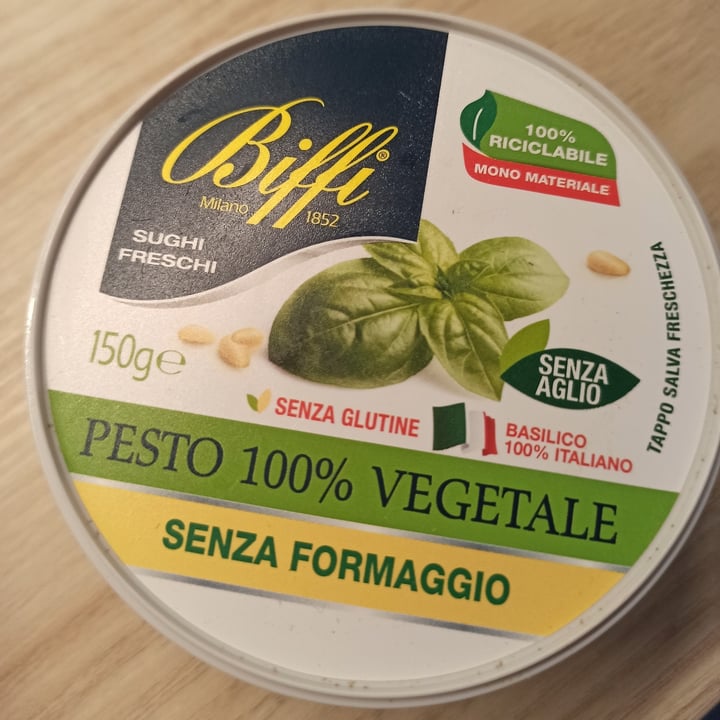 Biffi®
Milano 1852
SUGHI
FRESCHI
100%
RICICLABILE
MONO MATERIALE
150g℮
SENZA
AGLIO
TAPPO SALVA FRESCHEZZA
SENZA GLUTINE
BASILICO
100% ITALIANO
PESTO 100% VEGETALE
SENZA FORMAGGIO